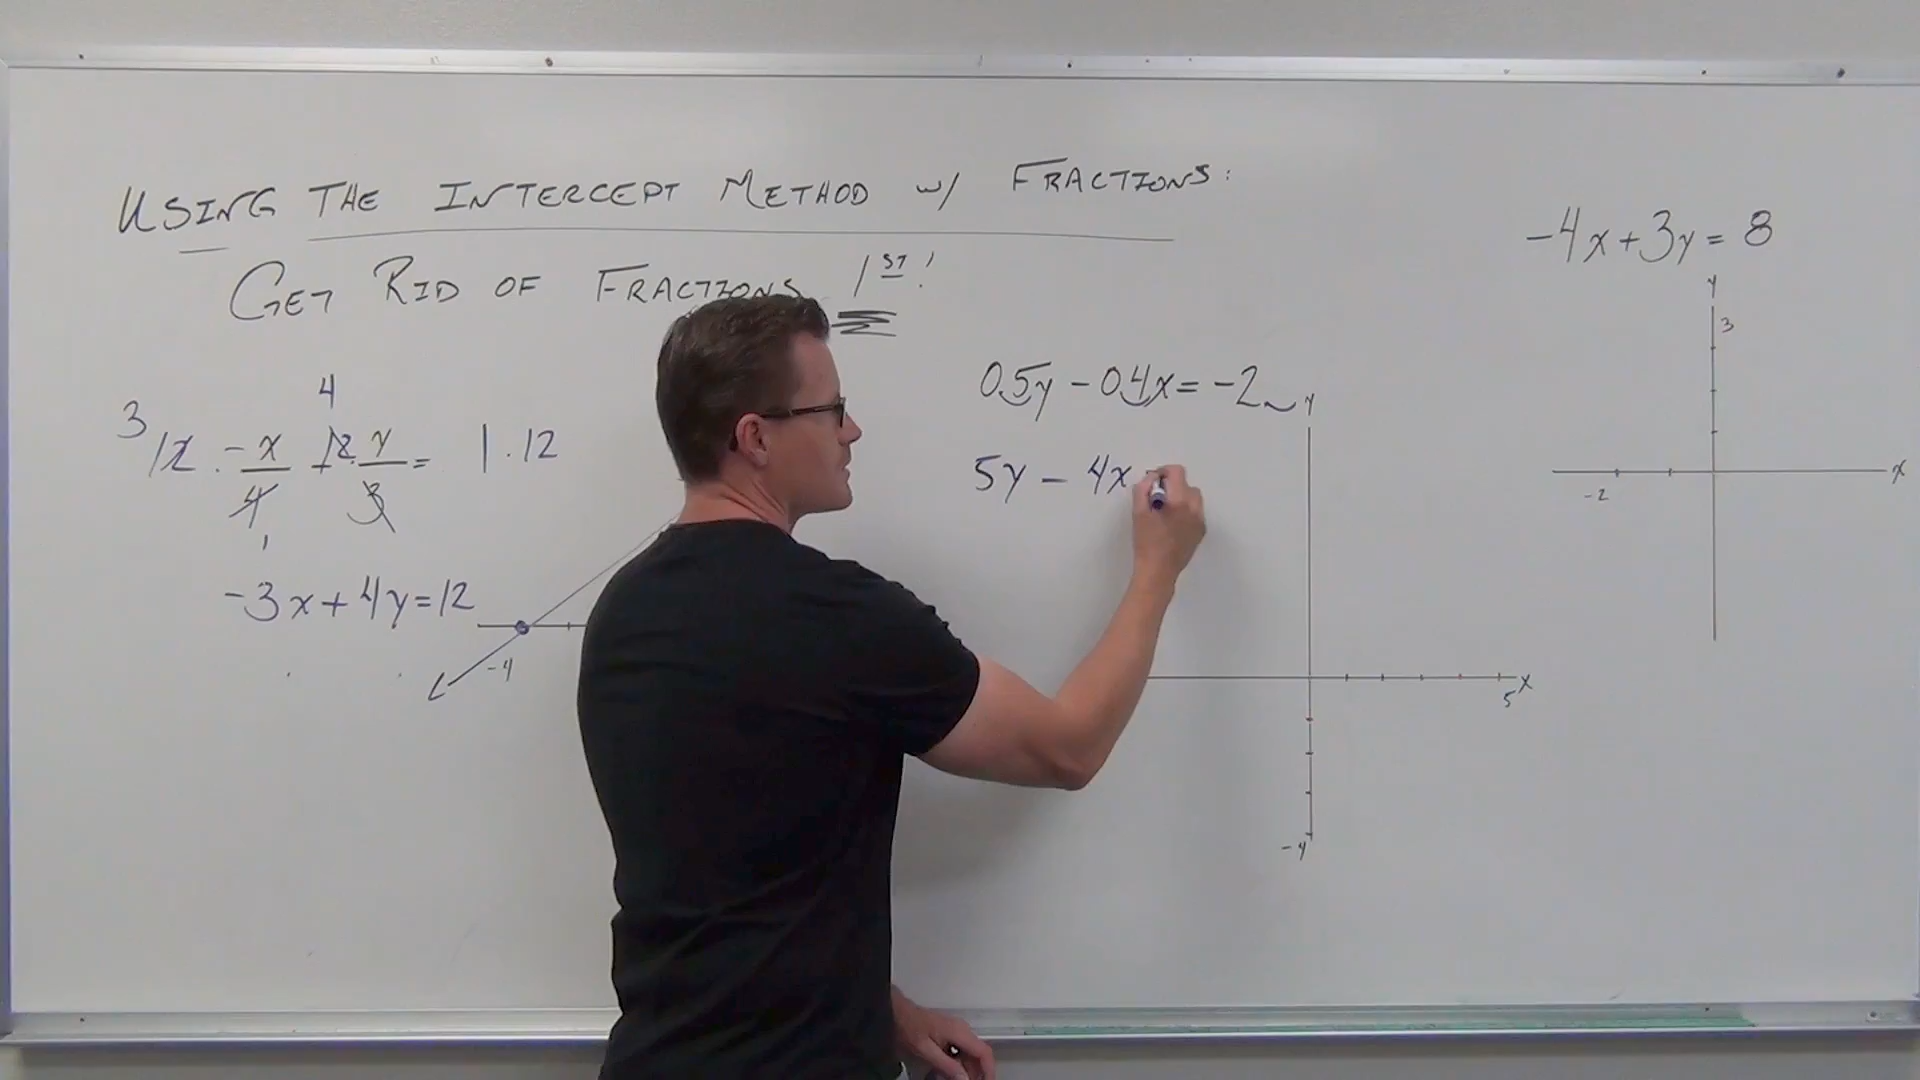 USING THE INTERCEPT METHOD w/ FRACTIONS:
GET RID OF FRACTIONS 1ST!
3 4
12 · -x/4 + 12 · y/3 = 1 · 12
1
-3x + 4y = 12
-4
0.5y - 0.4x = -2
5y - 4x =
y
x
5
-4
-4x + 3y = 8
y
3
x
-2